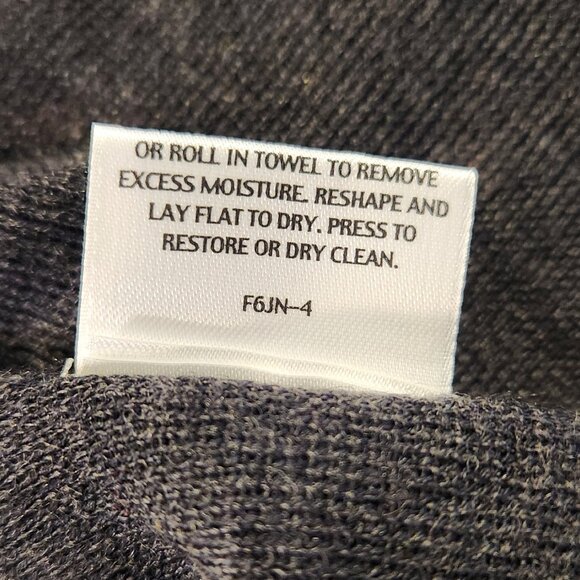 OR ROLL IN TOWEL TO REMOVE
EXCESS MOISTURE. RESHAPE AND
LAY FLAT TO DRY. PRESS TO
RESTORE OR DRY CLEAN.
F6JN-4